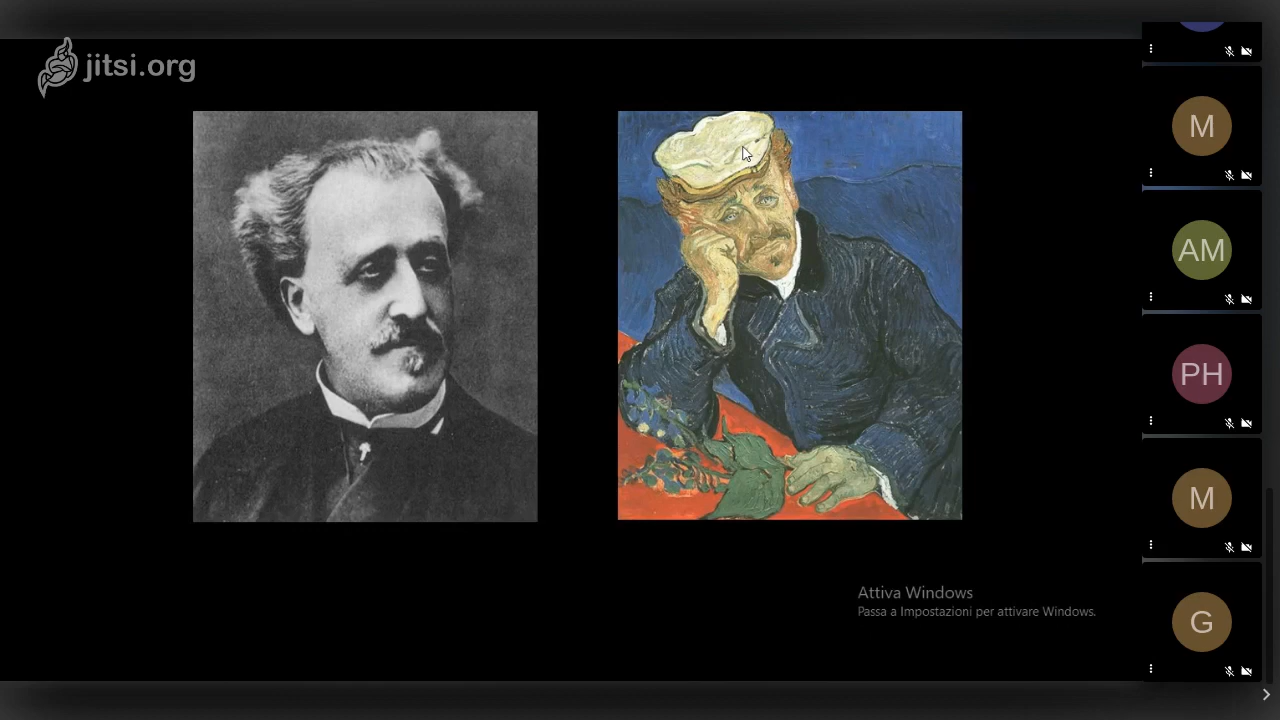 jitsi.org
M
AM
PH
M
G
Attiva Windows
Passa a Impostazioni per attivare Windows.